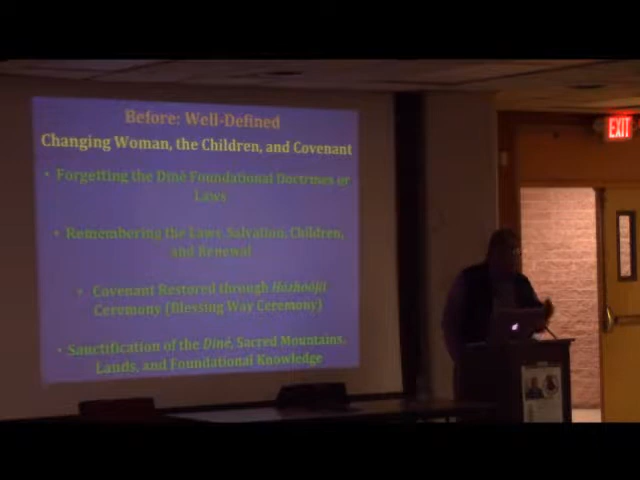 Before: Well-Defined
Changing Woman, the Children, and Covenant
• Forgetting the Diné Foundational Doctrines or
Laws
• Remembering the Laws Salvation, Children,
and Renewal
• Covenant Restored through Hózhóójí
Ceremony (Blessing Way Ceremony)
• Sanctification of the Diné, Sacred Mountains,
Lands, and Foundational Knowledge
EXIT